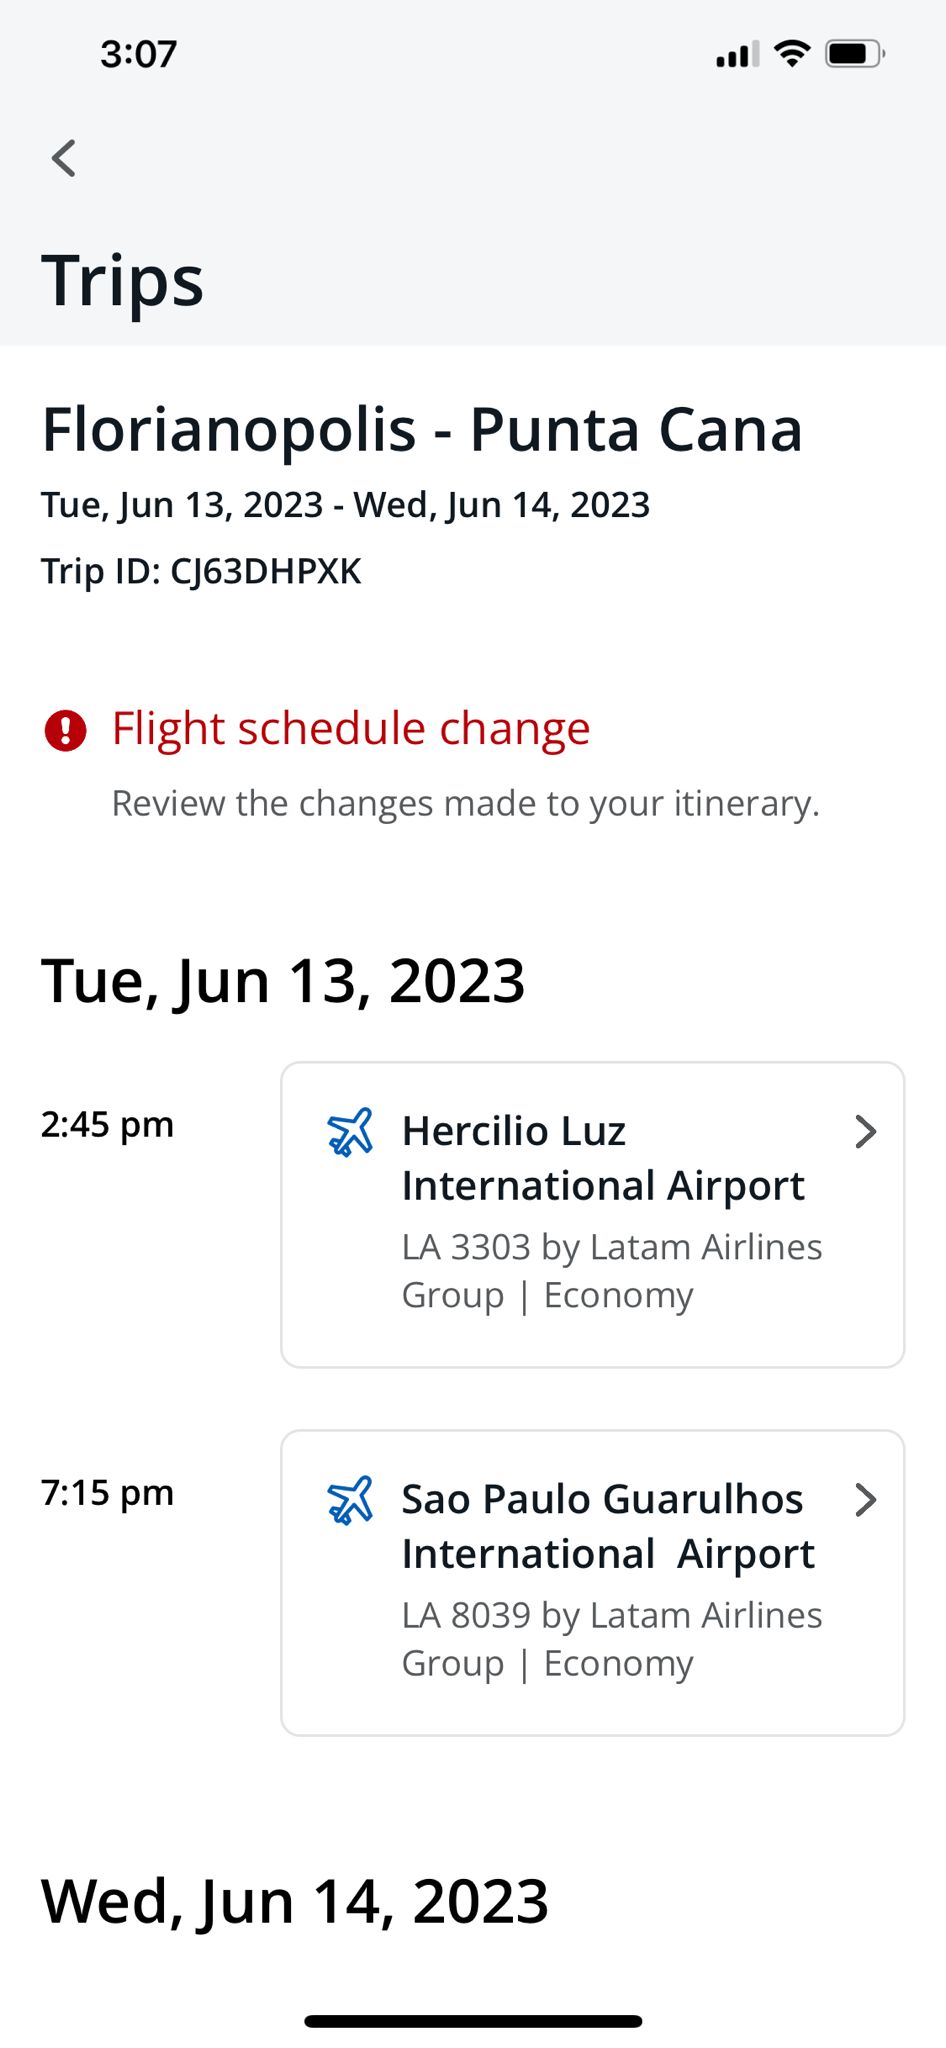 3:07
Trips
Florianopolis - Punta Cana
Tue, Jun 13, 2023 - Wed, Jun 14, 2023
Trip ID: CJ63DHPXK
Flight schedule change
Review the changes made to your itinerary.
Tue, Jun 13, 2023
2:45 pm
Hercilio Luz
International Airport
LA 3303 by Latam Airlines
Group | Economy
7:15 pm
Sao Paulo Guarulhos
International  Airport
LA 8039 by Latam Airlines
Group | Economy
Wed, Jun 14, 2023